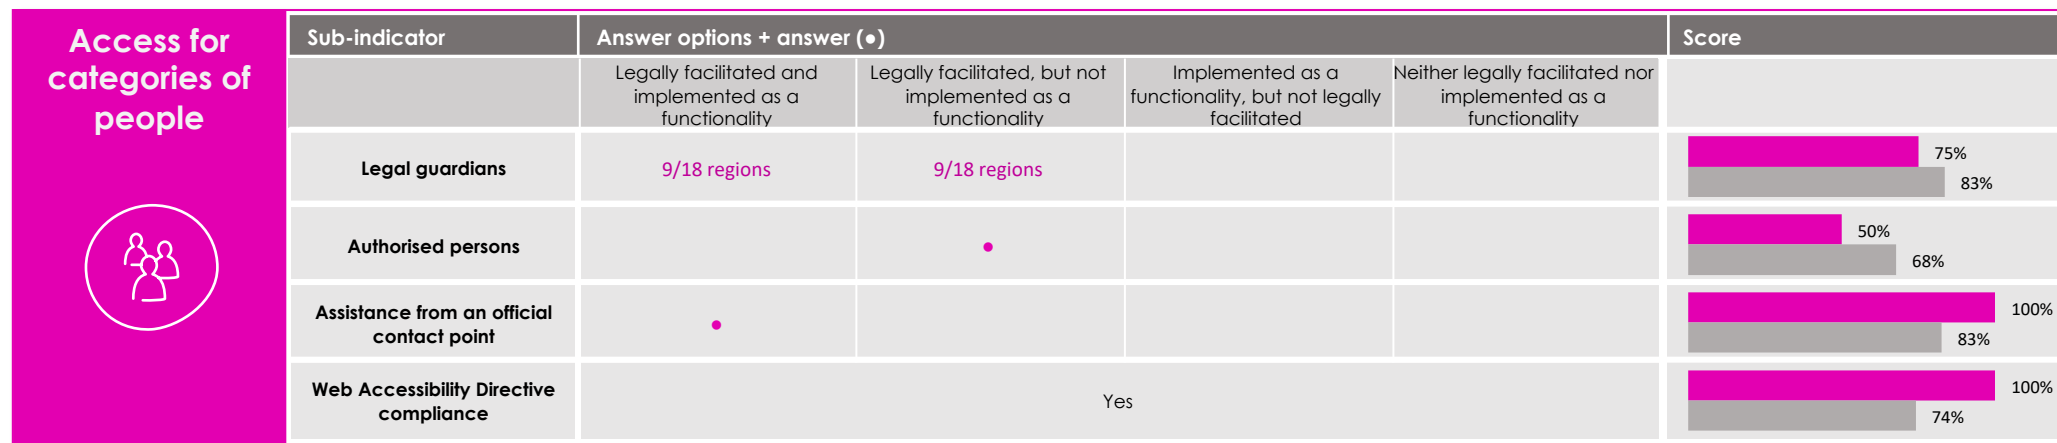 Access for
categories of
people
Sub-indicator
Answer options + answer (●)
Score
Legally facilitated and
implemented as a
functionality
Legally facilitated, but not
implemented as a
functionality
Implemented as a
functionality, but not legally
facilitated
Neither legally facilitated nor
implemented as a
functionality
Legal guardians
9/18 regions
9/18 regions
75%
83%
Authorised persons
●
50%
68%
Assistance from an official
contact point
●
100%
83%
Web Accessibility Directive
compliance
Yes
100%
74%